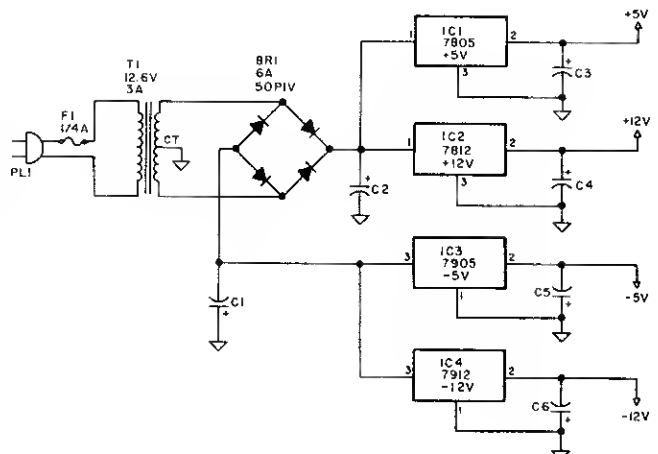 PL1
F1
1/4A
T1
12.6V
3A
CT
BR1
6A
50PIV
C1
C2
+
+
1
IC1
7805
+5V
2
3
+
C3
+5V
1
IC2
7812
+12V
2
3
+
C4
+12V
3
IC3
7905
-5V
2
1
C5
+
-5V
3
IC4
7912
-12V
2
1
C6
+
-12V